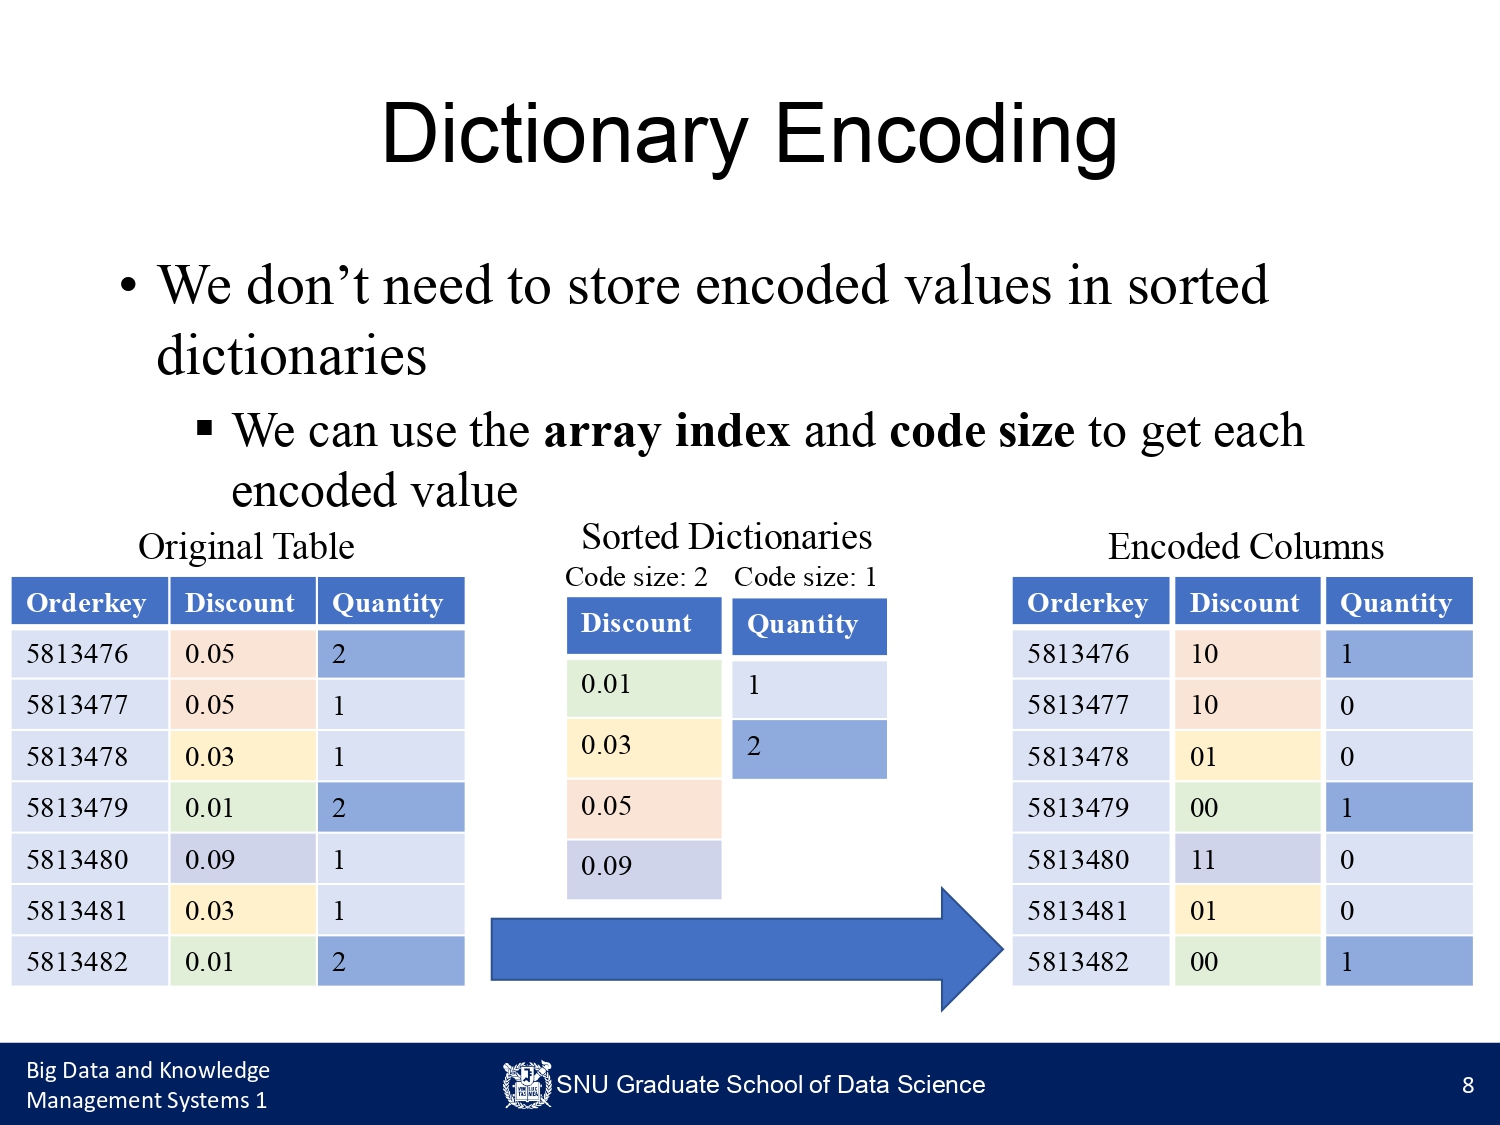 Dictionary Encoding
• We don’t need to store encoded values in sorted
dictionaries
▪ We can use the array index and code size to get each
encoded value
Original Table
Orderkey Discount Quantity
5813476 0.05 2
5813477 0.05 1
5813478 0.03 1
5813479 0.01 2
5813480 0.09 1
5813481 0.03 1
5813482 0.01 2
Sorted Dictionaries
Code size: 2 Code size: 1
Discount Quantity
0.01 1
0.03 2
0.05
0.09
Encoded Columns
Orderkey Discount Quantity
5813476 10 1
5813477 10 0
5813478 01 0
5813479 00 1
5813480 11 0
5813481 01 0
5813482 00 1
Big Data and Knowledge
Management Systems 1
SNU Graduate School of Data Science
8